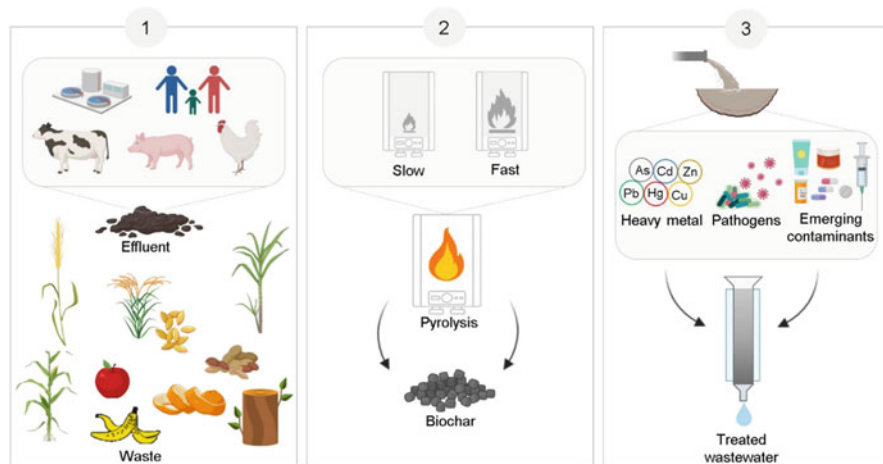 1
Effluent
Waste
2
Slow
Fast
Pyrolysis
Biochar
3
As Cd Zn
Pb Hg Cu
Heavy metal
Pathogens
Emerging
contaminants
Treated
wastewater